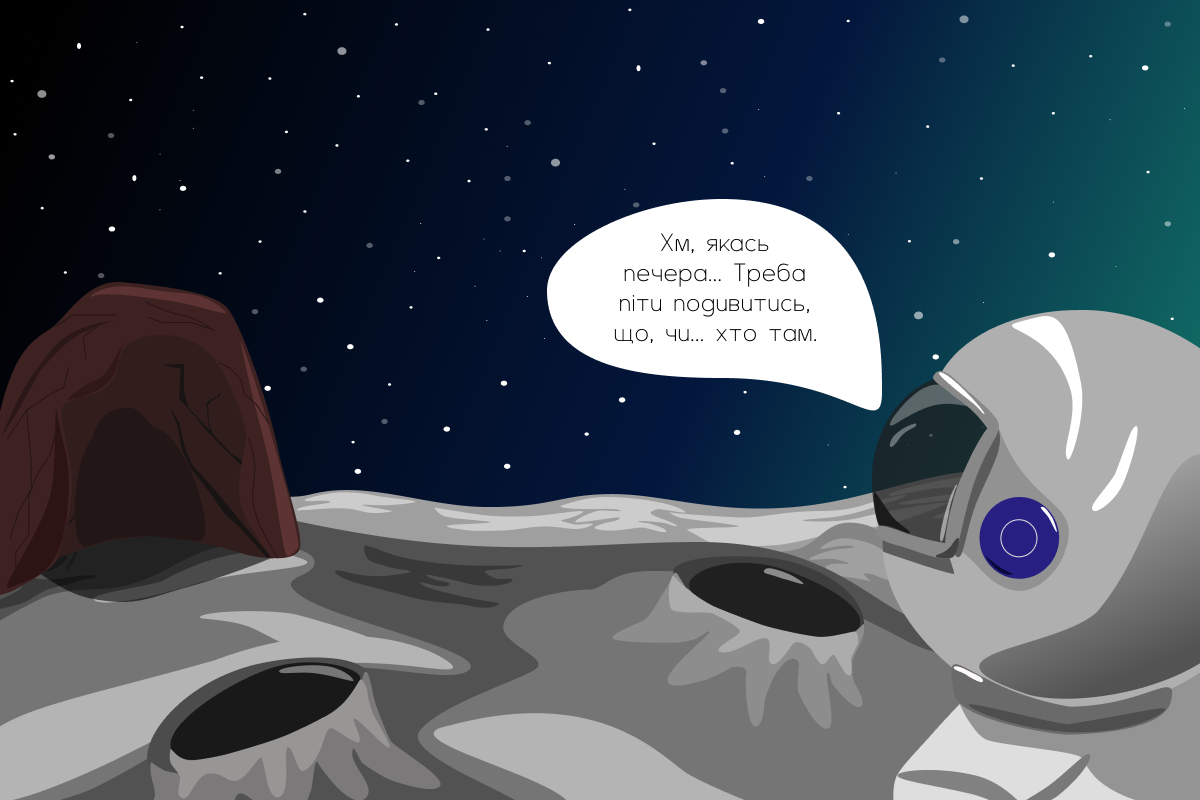 Хм, якась
печера... Треба
піти подивитись,
що, чи... хто там.